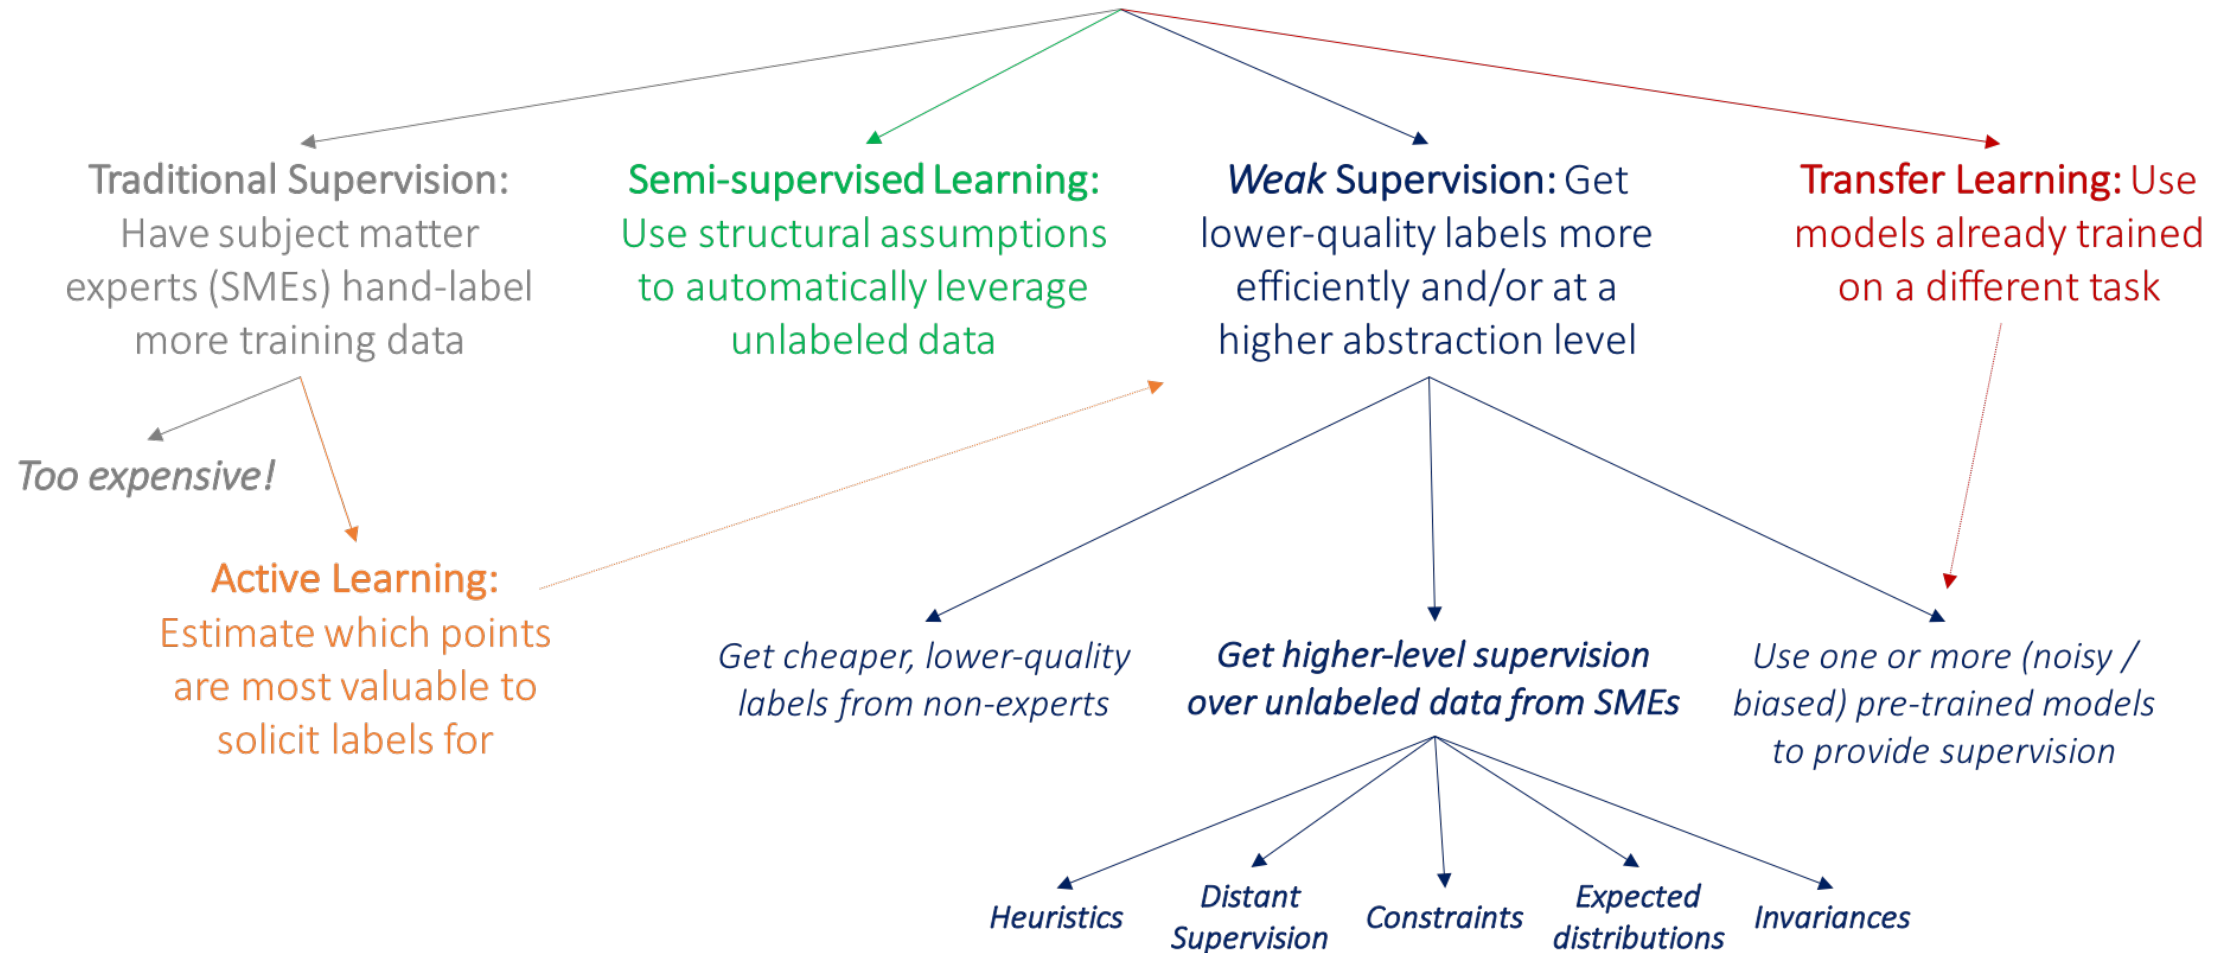 Traditional Supervision:
Have subject matter
experts (SMEs) hand-label
more training data
Semi-supervised Learning:
Use structural assumptions
to automatically leverage
unlabeled data
Weak Supervision: Get
lower-quality labels more
efficiently and/or at a
higher abstraction level
Transfer Learning: Use
models already trained
on a different task
Too expensive!
Active Learning:
Estimate which points
are most valuable to
solicit labels for
Get cheaper, lower-quality
labels from non-experts
Get higher-level supervision
over unlabeled data from SMEs
Use one or more (noisy /
biased) pre-trained models
to provide supervision
Heuristics
Distant
Supervision
Constraints
Expected
distributions
Invariances